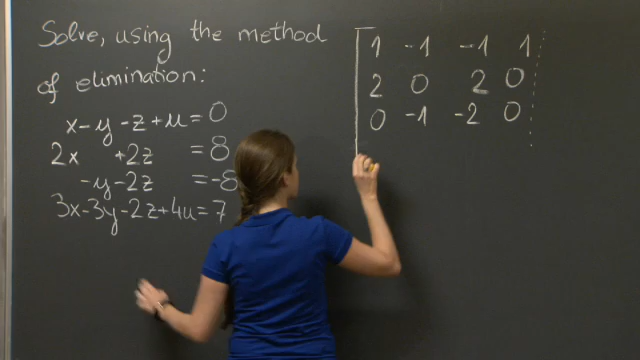 Solve, using the method
of elimination:
x-y-z+u=0
2x +2z =8
-y-2z =-8
3x-3y-2z+4u=7
1 -1 -1 1
2 0 2 0
0 -1 -2 0